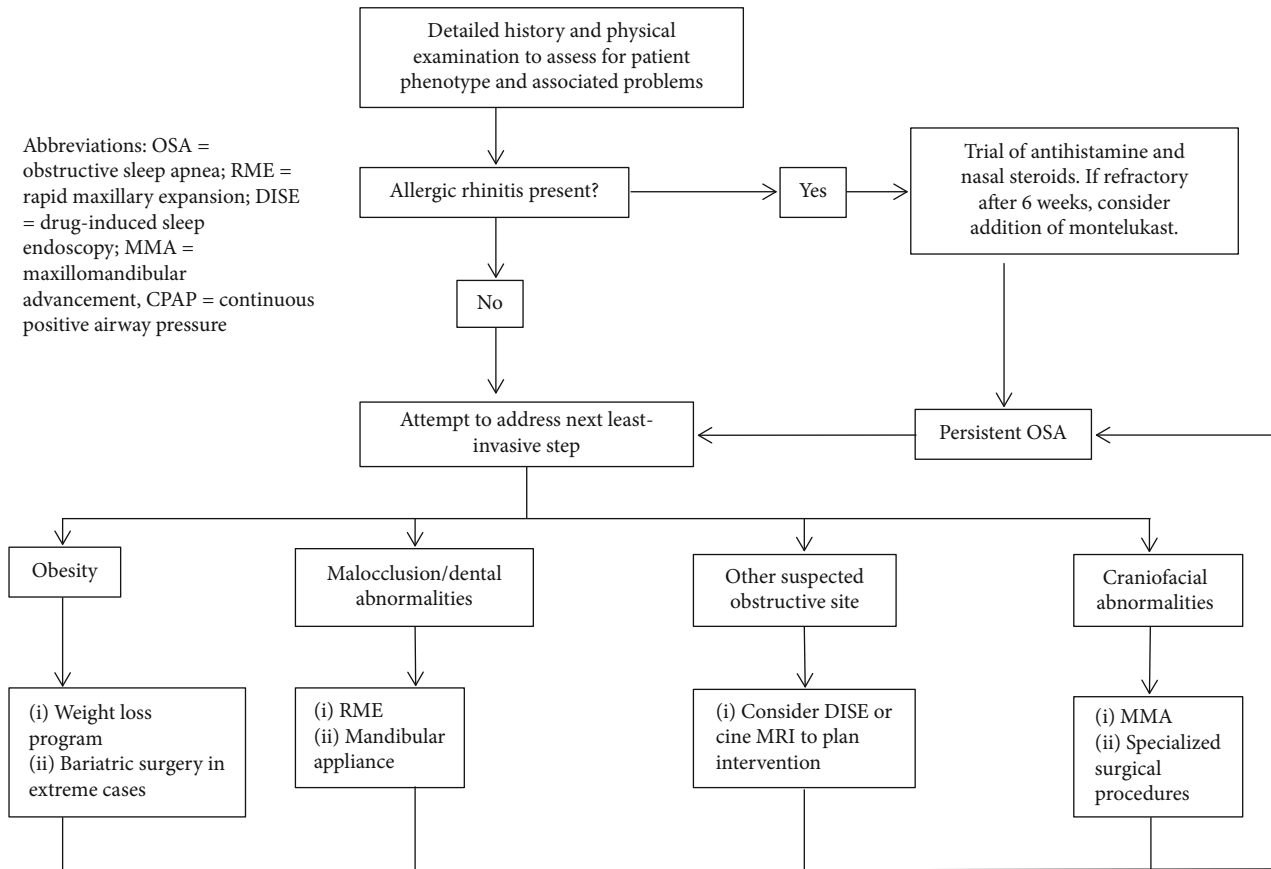 Detailed history and physical
examination to assess for patient
phenotype and associated problems
Abbreviations: OSA =
obstructive sleep apnea; RME =
rapid maxillary expansion; DISE
= drug-induced sleep
endoscopy; MMA =
maxillomandibular
advancement, CPAP = continuous
positive airway pressure
Allergic rhinitis present?
Yes
Trial of antihistamine and
nasal steroids. If refractory
after 6 weeks, consider
addition of montelukast.
No
Attempt to address next least-
invasive step
Persistent OSA
Obesity
Malocclusion/dental
abnormalities
Other suspected
obstructive site
Craniofacial
abnormalities
(i) Weight loss
program
(ii) Bariatric surgery in
extreme cases
(i) RME
(ii) Mandibular
appliance
(i) Consider DISE or
cine MRI to plan
intervention
(i) MMA
(ii) Specialized
surgical
procedures